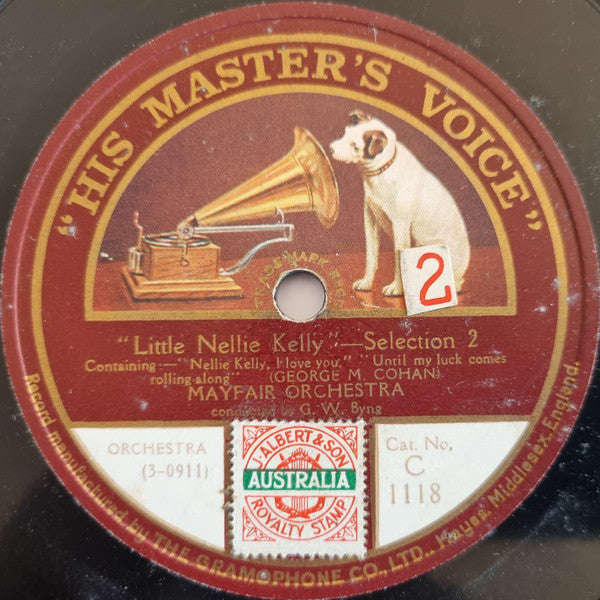 "HIS MASTER'S VOICE"
2
"Little Nellie Kelly"—Selection 2
Containing:— "Nellie Kelly, I love you," "Until my luck comes
rolling along" (GEORGE M. COHAN)
MAYFAIR ORCHESTRA
conducted by G. W. Byng
ORCHESTRA
(3-0911)
J. ALBERT & SON
AUSTRALIA
ROYALTY STAMP
Cat. No.
C
1118
Record manufactured by THE GRAMOPHONE CO., LTD., Hayes, Middlesex, England.